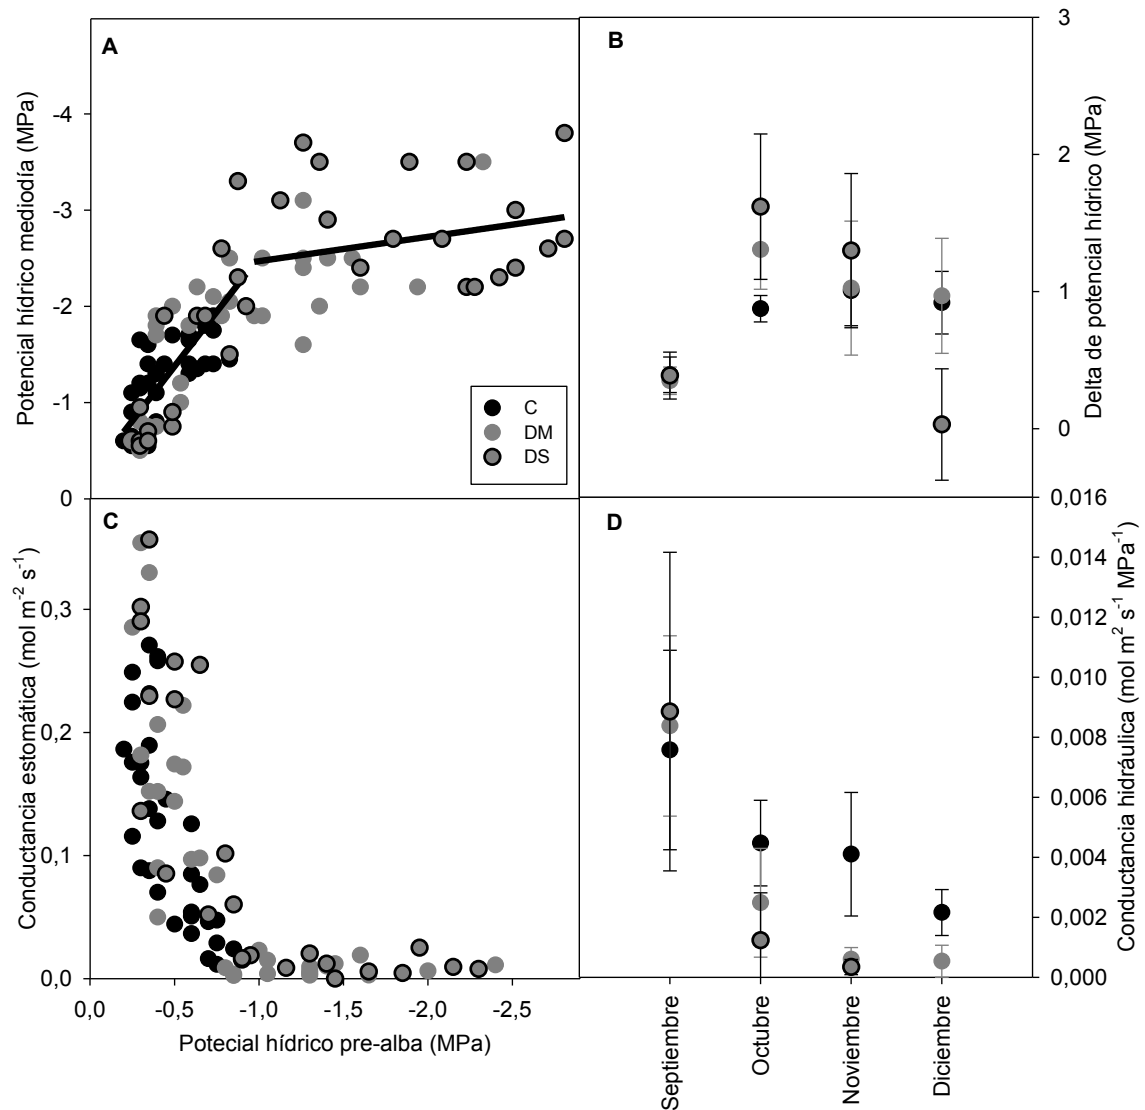 A
Potencial hídrico mediodía (MPa)
-4
-3
-2
-1
0
C
DM
DS
B
3
2
1
0
Delta de potencial hídrico (MPa)
C
Conductancia estomática (mol m-2 s-1)
0,3
0,2
0,1
0,0
0,0
-0,5
-1,0
-1,5
-2,0
-2,5
Potecial hídrico pre-alba (MPa)
D
0,016
0,014
0,012
0,010
0,008
0,006
0,004
0,002
0,000
Conductancia hidráulica (mol m-2 s-1 MPa-1)
Septiembre
Octubre
Noviembre
Diciembre